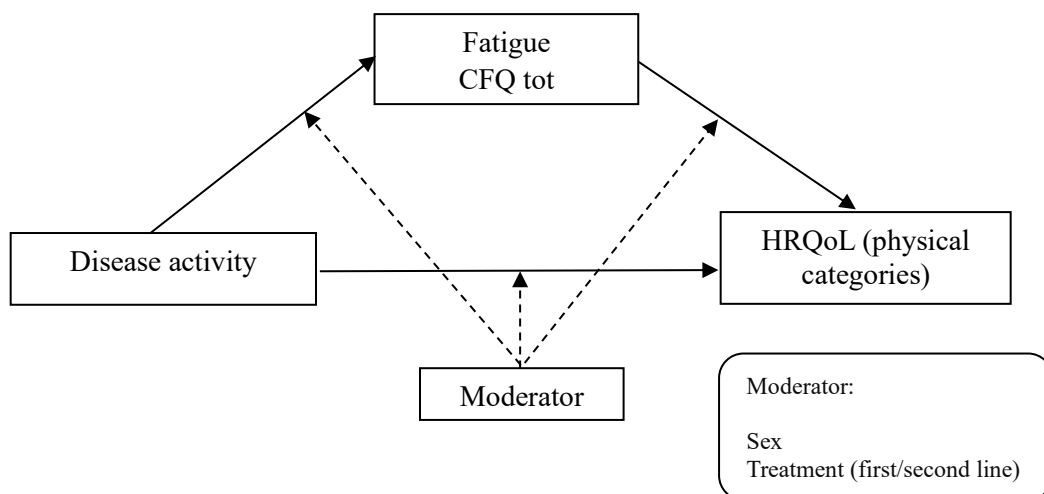 Fatigue
CFQ tot
Disease activity
HRQoL (physical
categories)
Moderator
Moderator:
Sex
Treatment (first/second line)